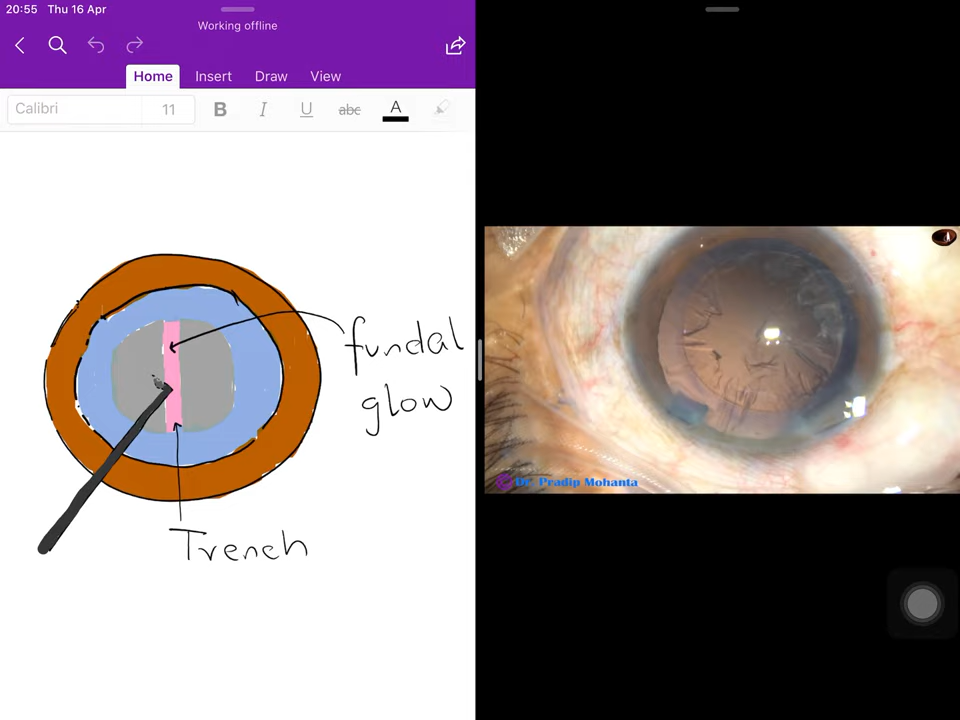 20:55 Thu 16 Apr
Working offline
Home Insert Draw View
Calibri 11 B I U abc A
fundal
glow
Trench
Dr. Pradip Mohanta